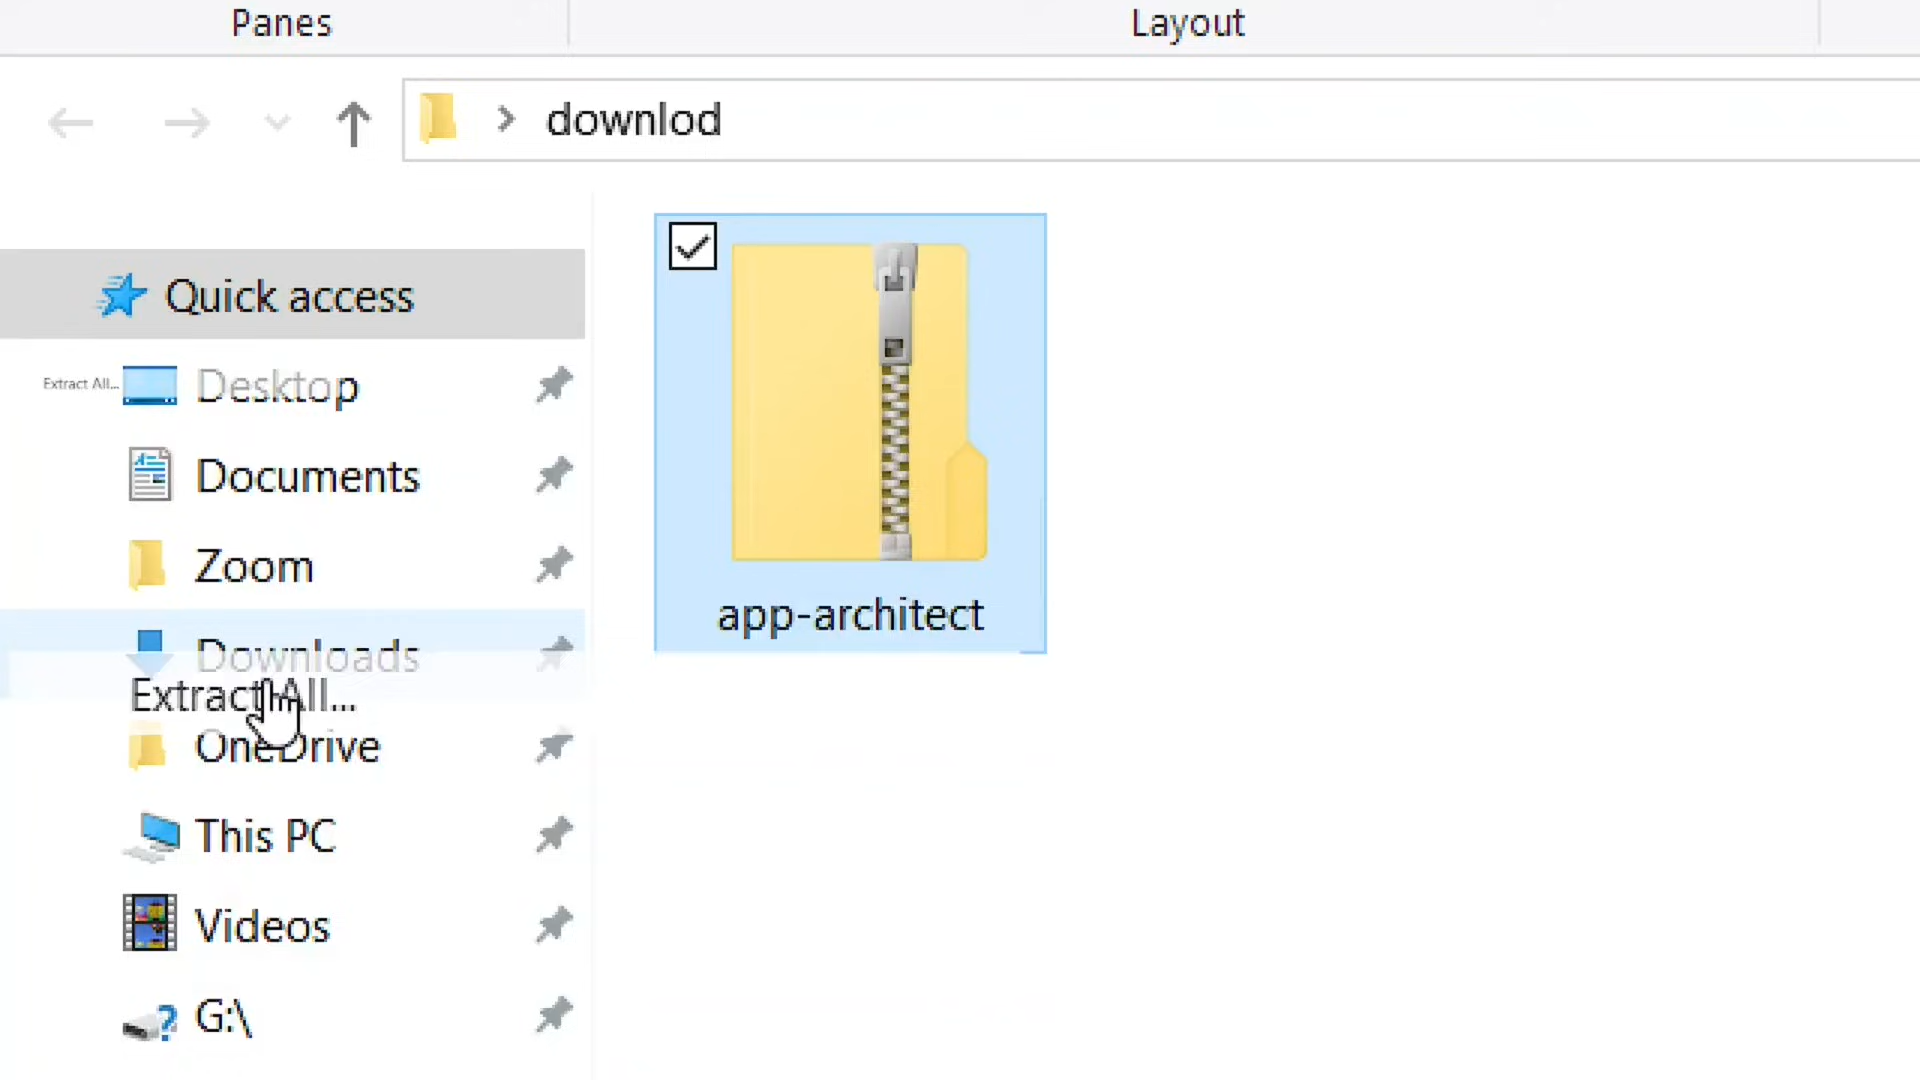 Panes
Layout
downlod
Quick access
Extract All...
Desktop
Documents
Zoom
Downloads
Extract All...
OneDrive
This PC
Videos
G:\
app-architect